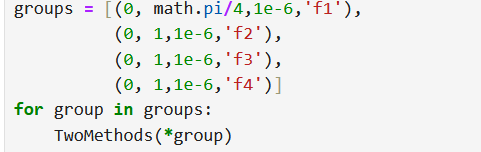 groups = [(0, math.pi/4,1e-6,'f1'),
(0, 1,1e-6,'f2'),
(0, 1,1e-6,'f3'),
(0, 1,1e-6,'f4')]
for group in groups:
TwoMethods(*group)